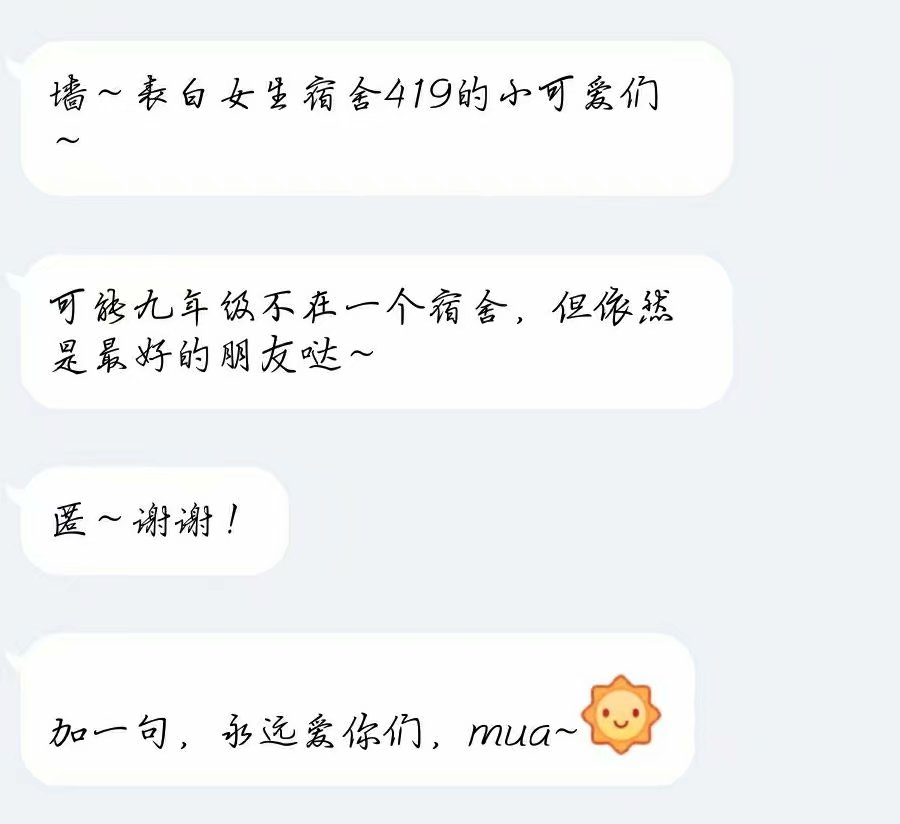 墙～表白女生宿舍419的小可爱们
～
可能九年级不在一个宿舍，但依然
是最好的朋友哒～
匿～谢谢！
加一句，永远爱你们，mua~